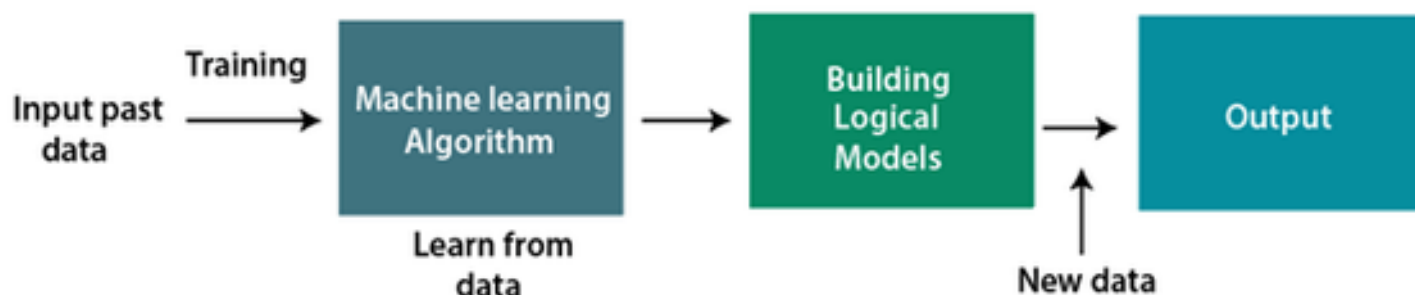 Training
Input past
data
Machine learning
Algorithm
Learn from
data
Building
Logical
Models
New data
Output